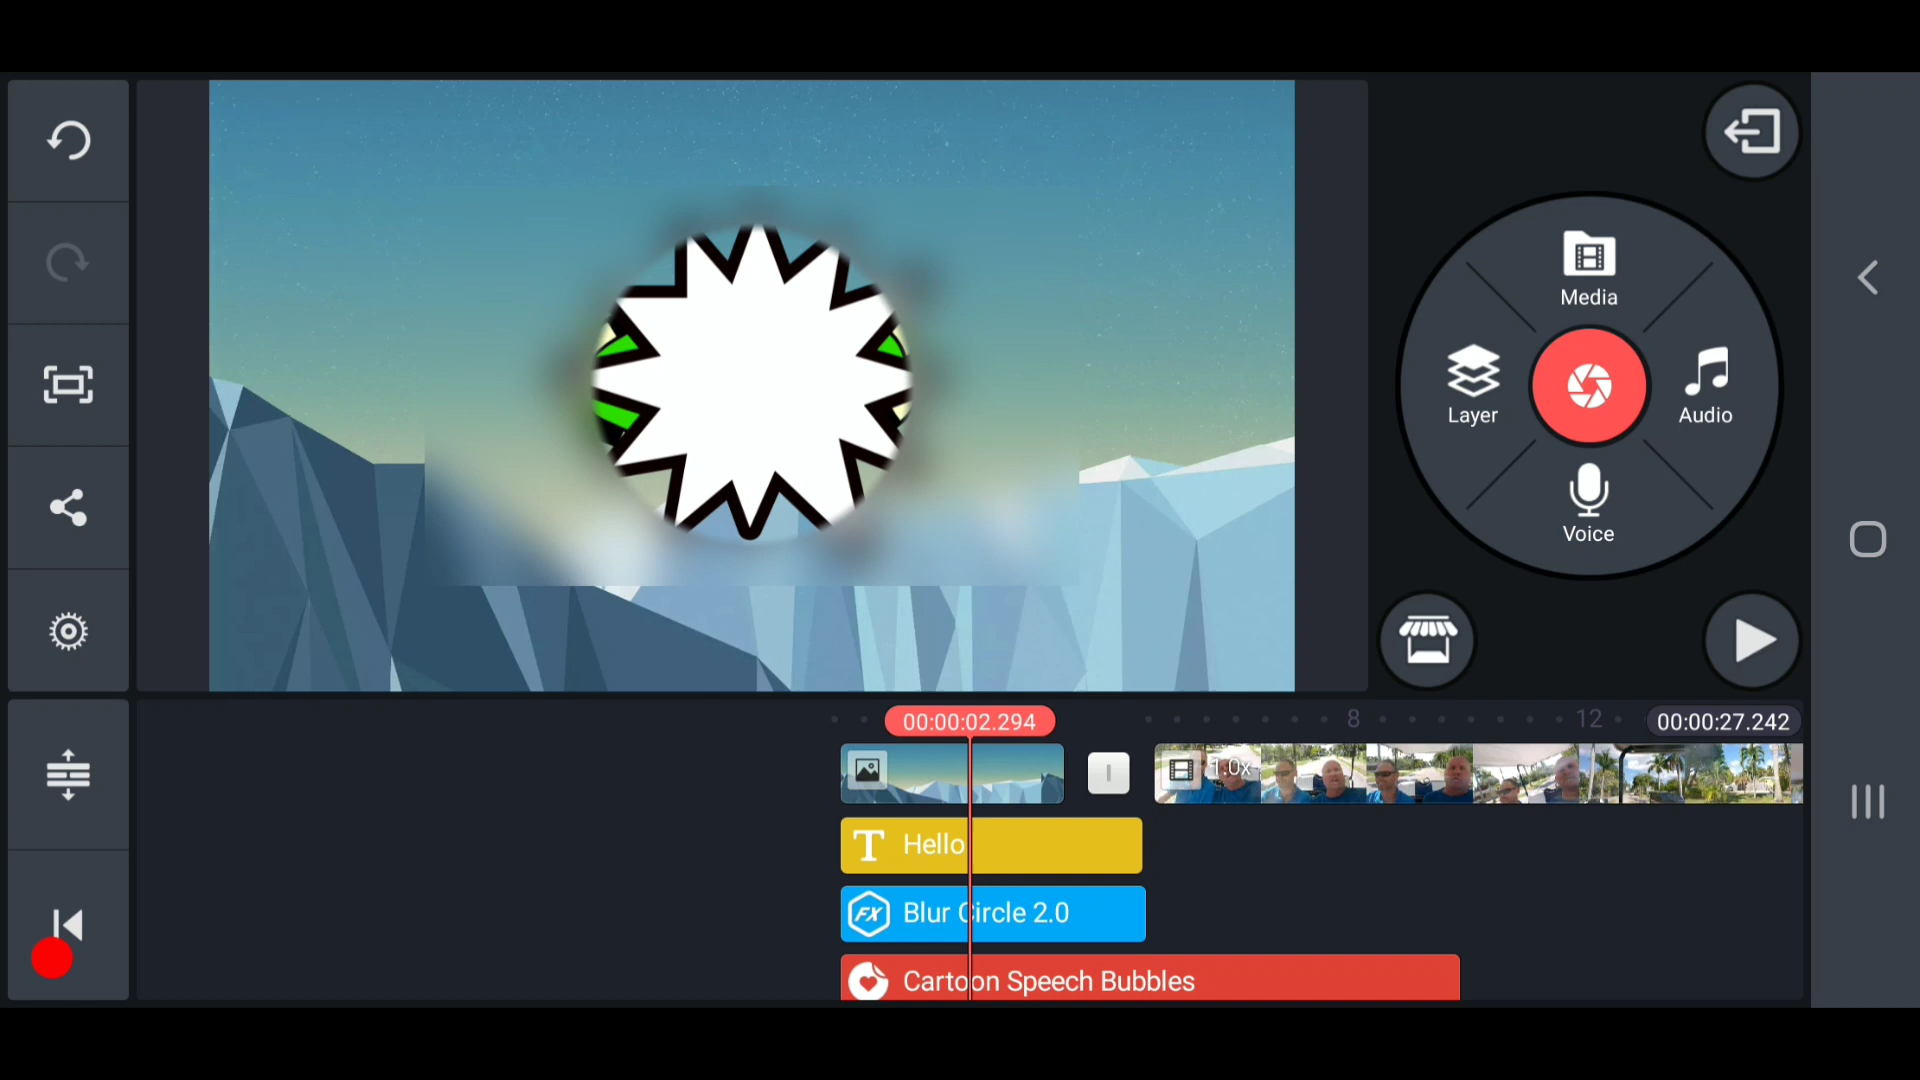 Media
Layer
Audio
Voice
00:00:02.294
8
12
00:00:27.242
1.0x
T Hello
FX Blur Circle 2.0
Cartoon Speech Bubbles